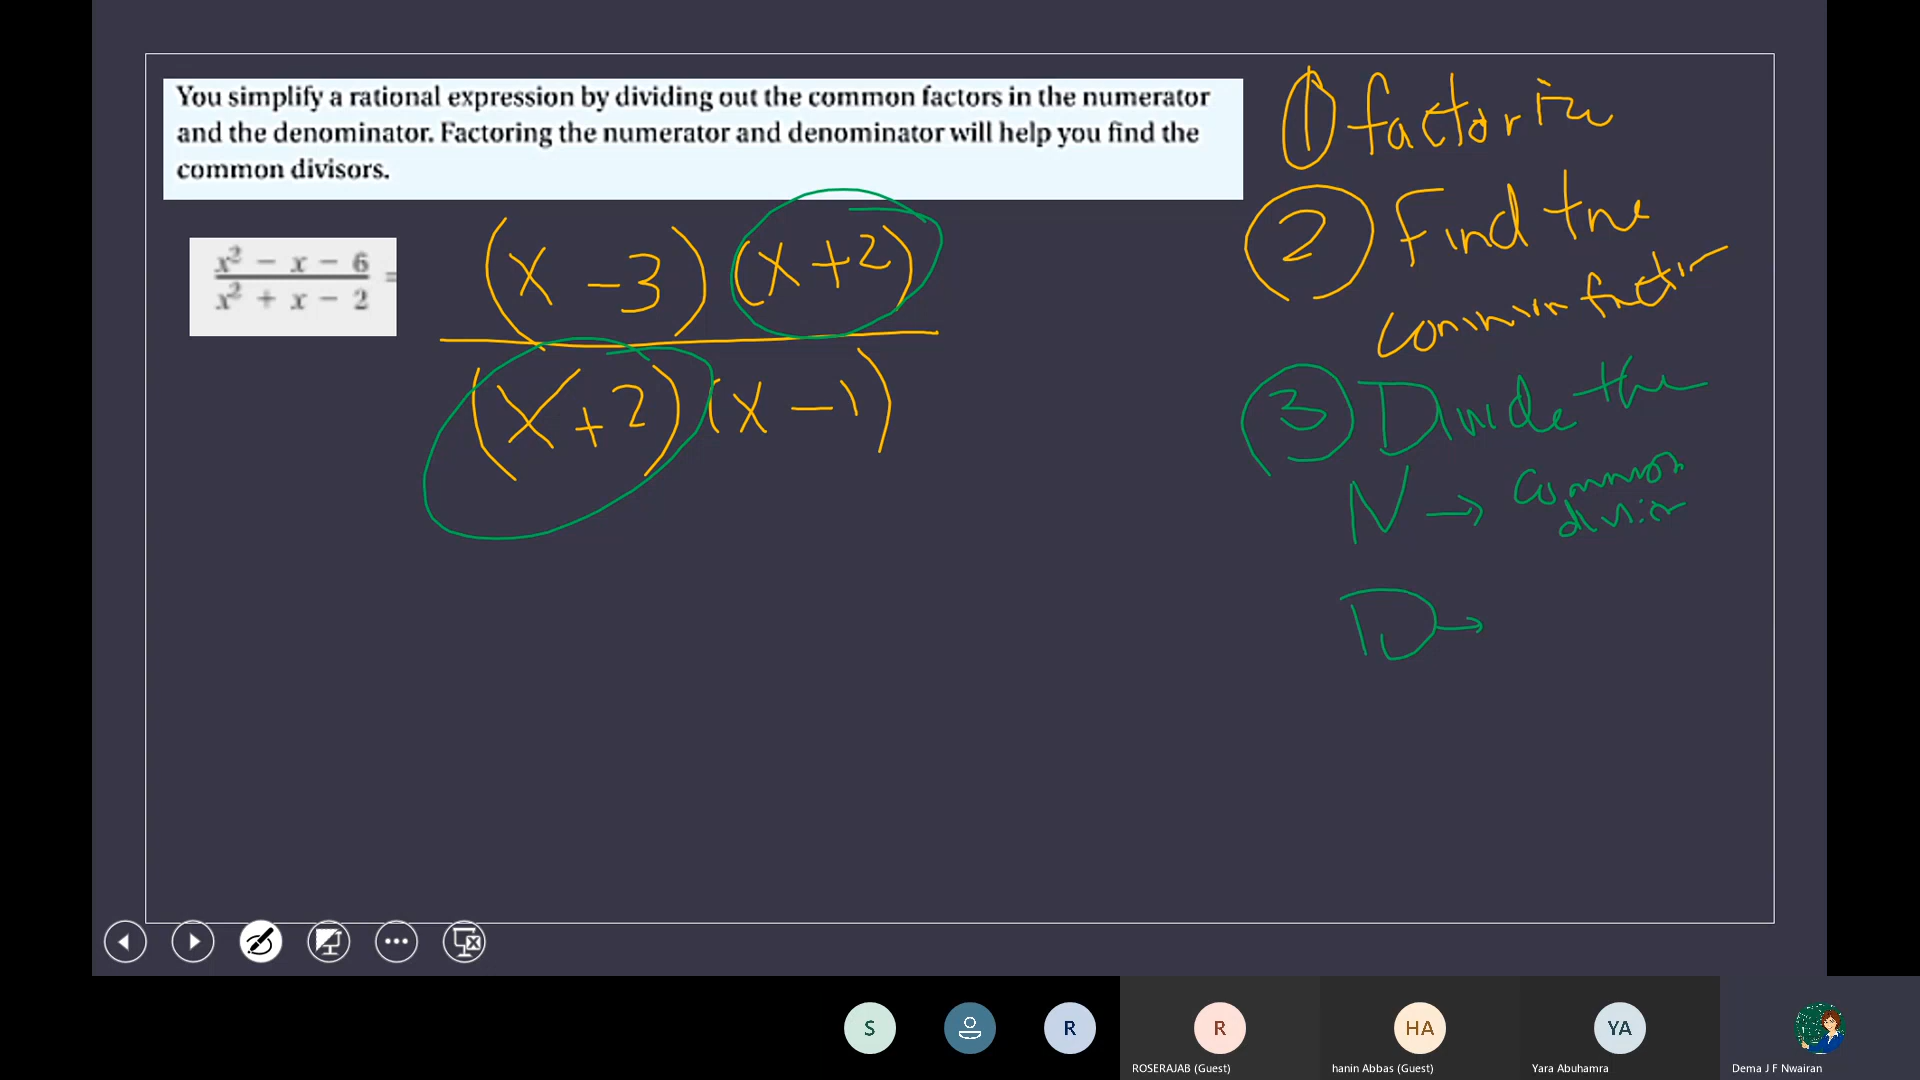 You simplify a rational expression by dividing out the common factors in the numerator
and the denominator. Factoring the numerator and denominator will help you find the
common divisors.
x² − x − 6
x² + x − 2
=
(x − 3) (x + 2)
(x + 2) (x − 1)
① factorize
② Find the
common factor
③ Divide the
N → common
divisor
D →
S
R
R
HA
YA
ROSERAJAB (Guest)
hanin Abbas (Guest)
Yara Abuhamra
Dema J F Nwairan